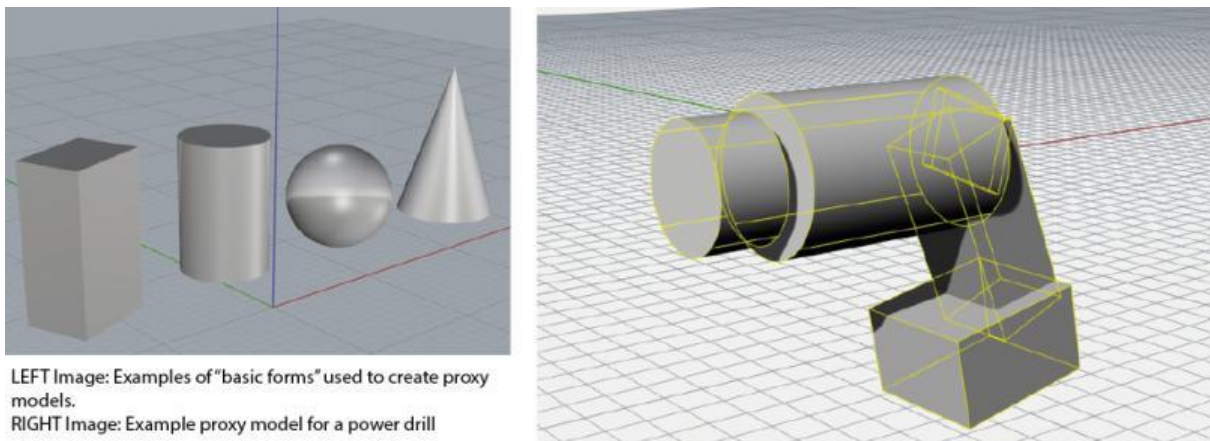 LEFT Image: Examples of “basic forms” used to create proxy
models.
RIGHT Image: Example proxy model for a power drill